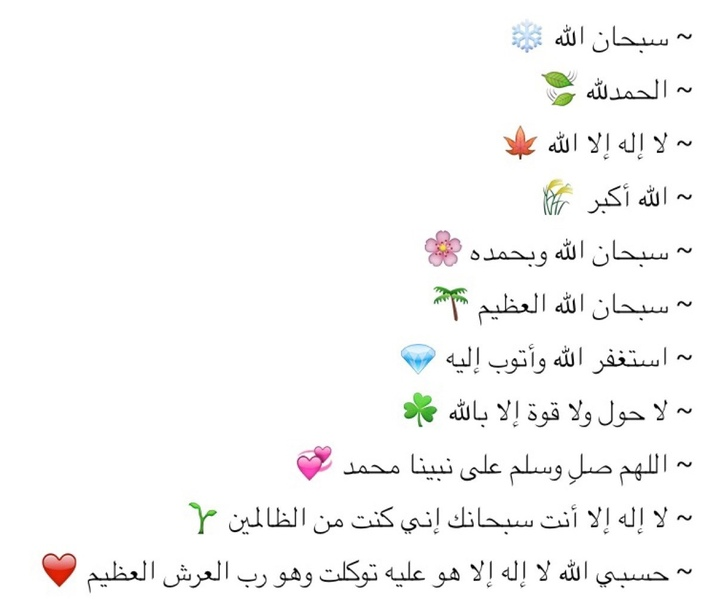 ~ سبحان الله ❄️
~ الحمدلله 🍃
~ لا إله إلا الله 🍁
~ الله أكبر 🌾
~ سبحان الله وبحمده 🌸
~ سبحان الله العظيم 🌴
~ استغفر الله وأتوب إليه 💎
~ لا حول ولا قوة إلا بالله ☘️
~ اللهم صلِ وسلم على نبينا محمد 💞
~ لا إله إلا أنت سبحانك إني كنت من الظالمين 🌱
~ حسبي الله لا إله إلا هو عليه توكلت وهو رب العرش العظيم ❤️